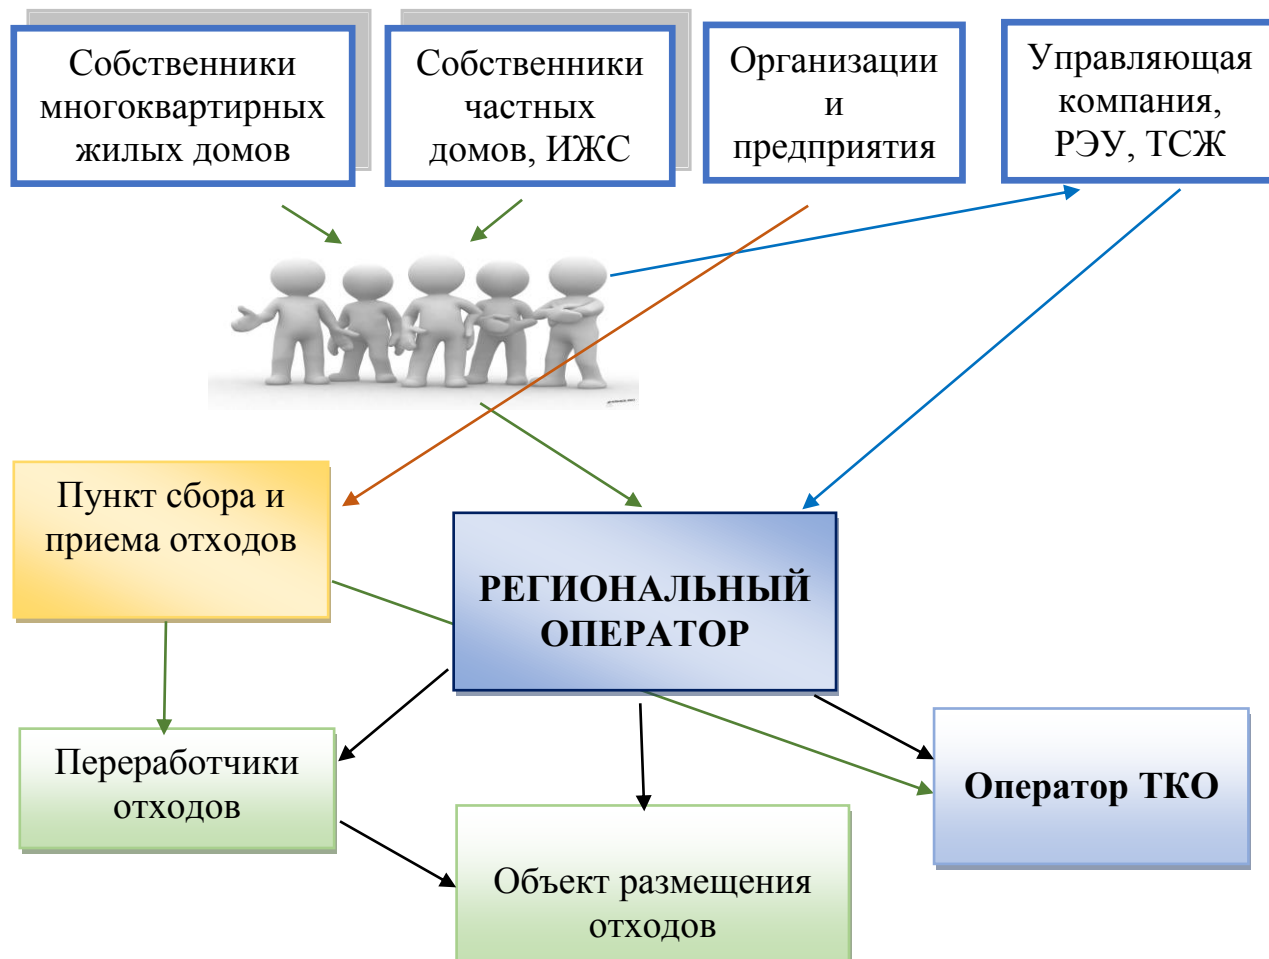 Собственники
многоквартирных
жилых домов
Собственники
частных
домов, ИЖС
Организации
и
предприятия
Управляющая
компания,
РЭУ, ТСЖ
Пункт сбора и
приема отходов
РЕГИОНАЛЬНЫЙ
ОПЕРАТОР
Переработчики
отходов
Оператор ТКО
Объект размещения
отходов